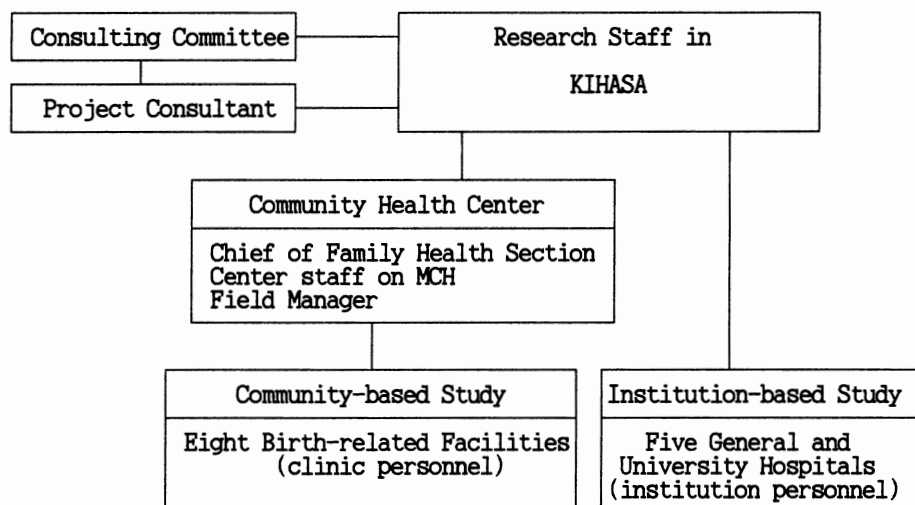 Consulting Committee
Project Consultant
Research Staff in
KIHASA
Community Health Center
Chief of Family Health Section
Center staff on MCH
Field Manager
Community-based Study
Eight Birth-related Facilities
(clinic personnel)
Institution-based Study
Five General and
University Hospitals
(institution personnel)